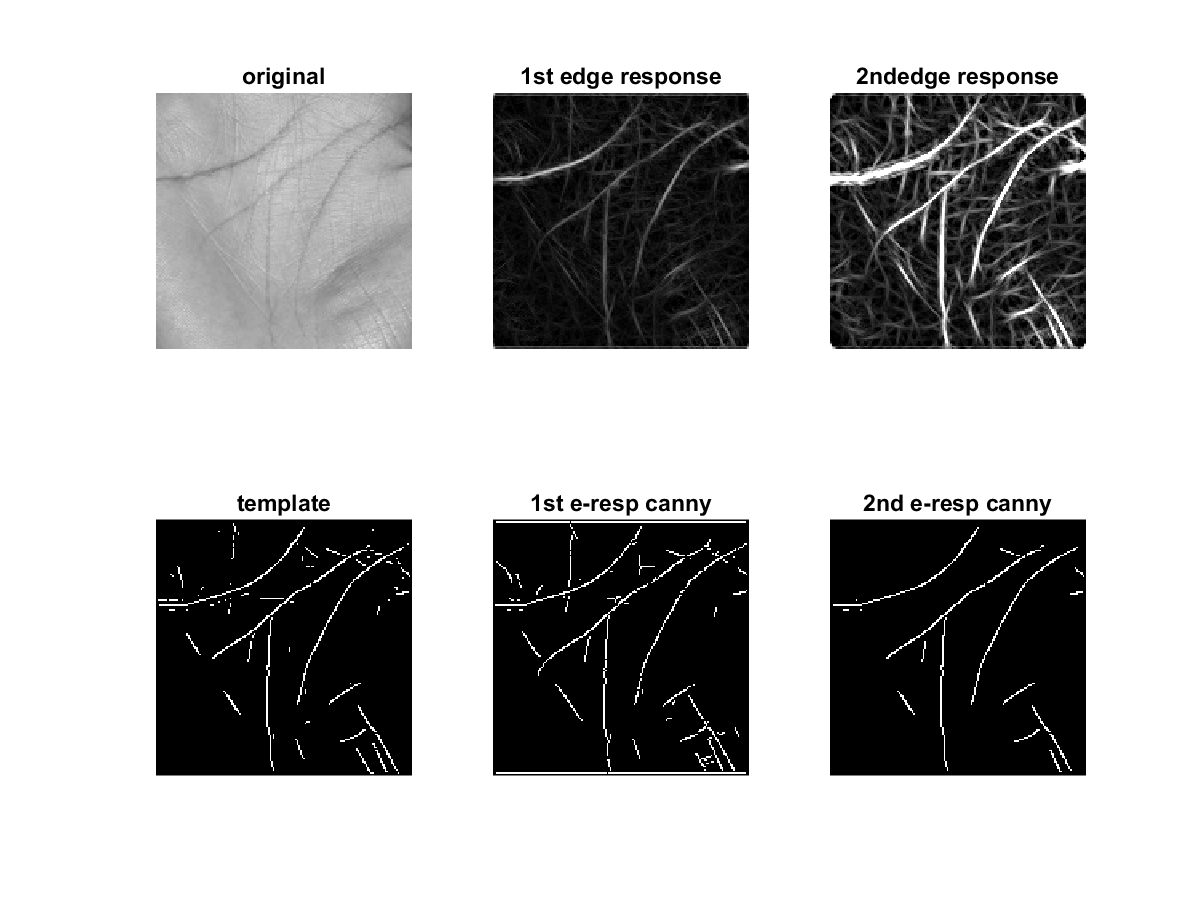 original
1st edge response
2ndedge response
template
1st e-resp canny
2nd e-resp canny